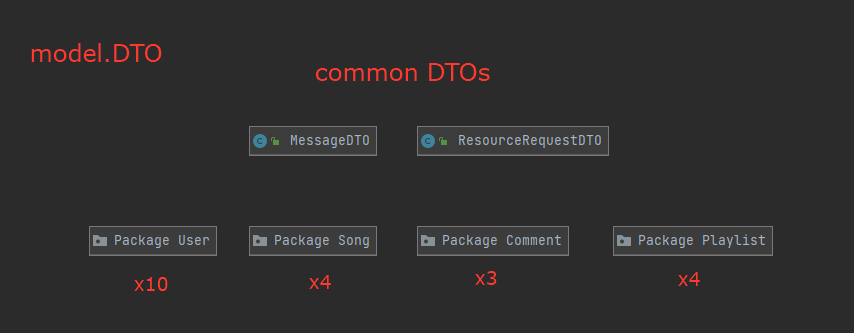 model.DTO
common DTOs
C MessageDTO
C ResourceRequestDTO
Package User
Package Song
Package Comment
Package Playlist
x10
x4
x3
x4